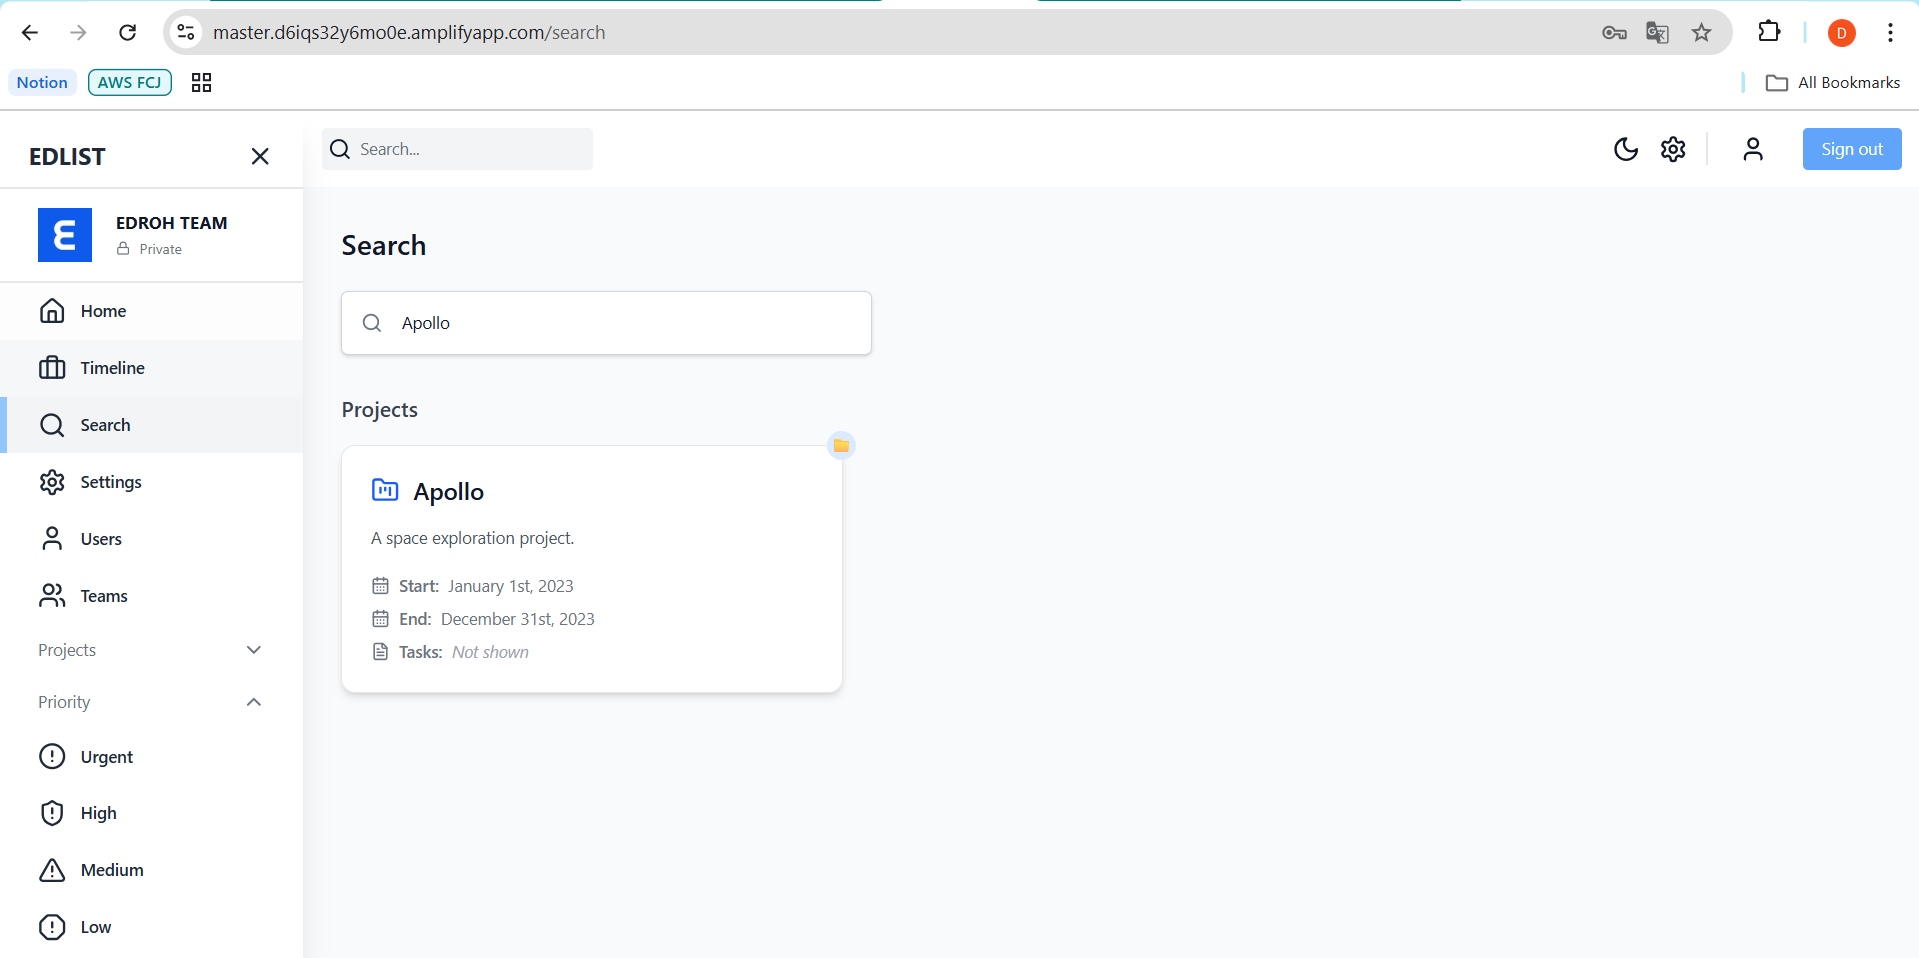 master.d6iqs32y6mo0e.amplifyapp.com/search
D
Notion
AWS FCJ
All Bookmarks
EDLIST
Search...
Sign out
EDROH TEAM
Private
Home
Timeline
Search
Settings
Users
Teams
Projects
Priority
Urgent
High
Medium
Low
Search
Apollo
Projects
Apollo
A space exploration project.
Start: January 1st, 2023
End: December 31st, 2023
Tasks: Not shown